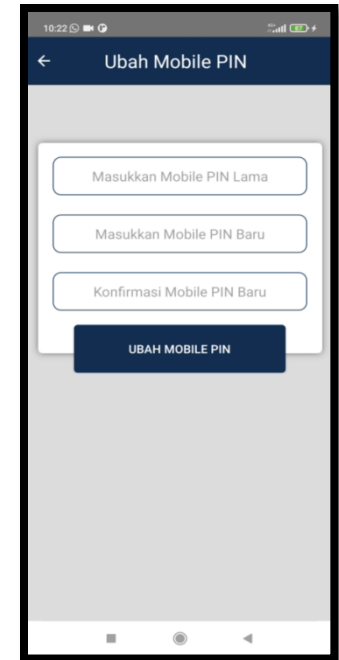 10:22
Ubah Mobile PIN
Masukkan Mobile PIN Lama
Masukkan Mobile PIN Baru
Konfirmasi Mobile PIN Baru
UBAH MOBILE PIN